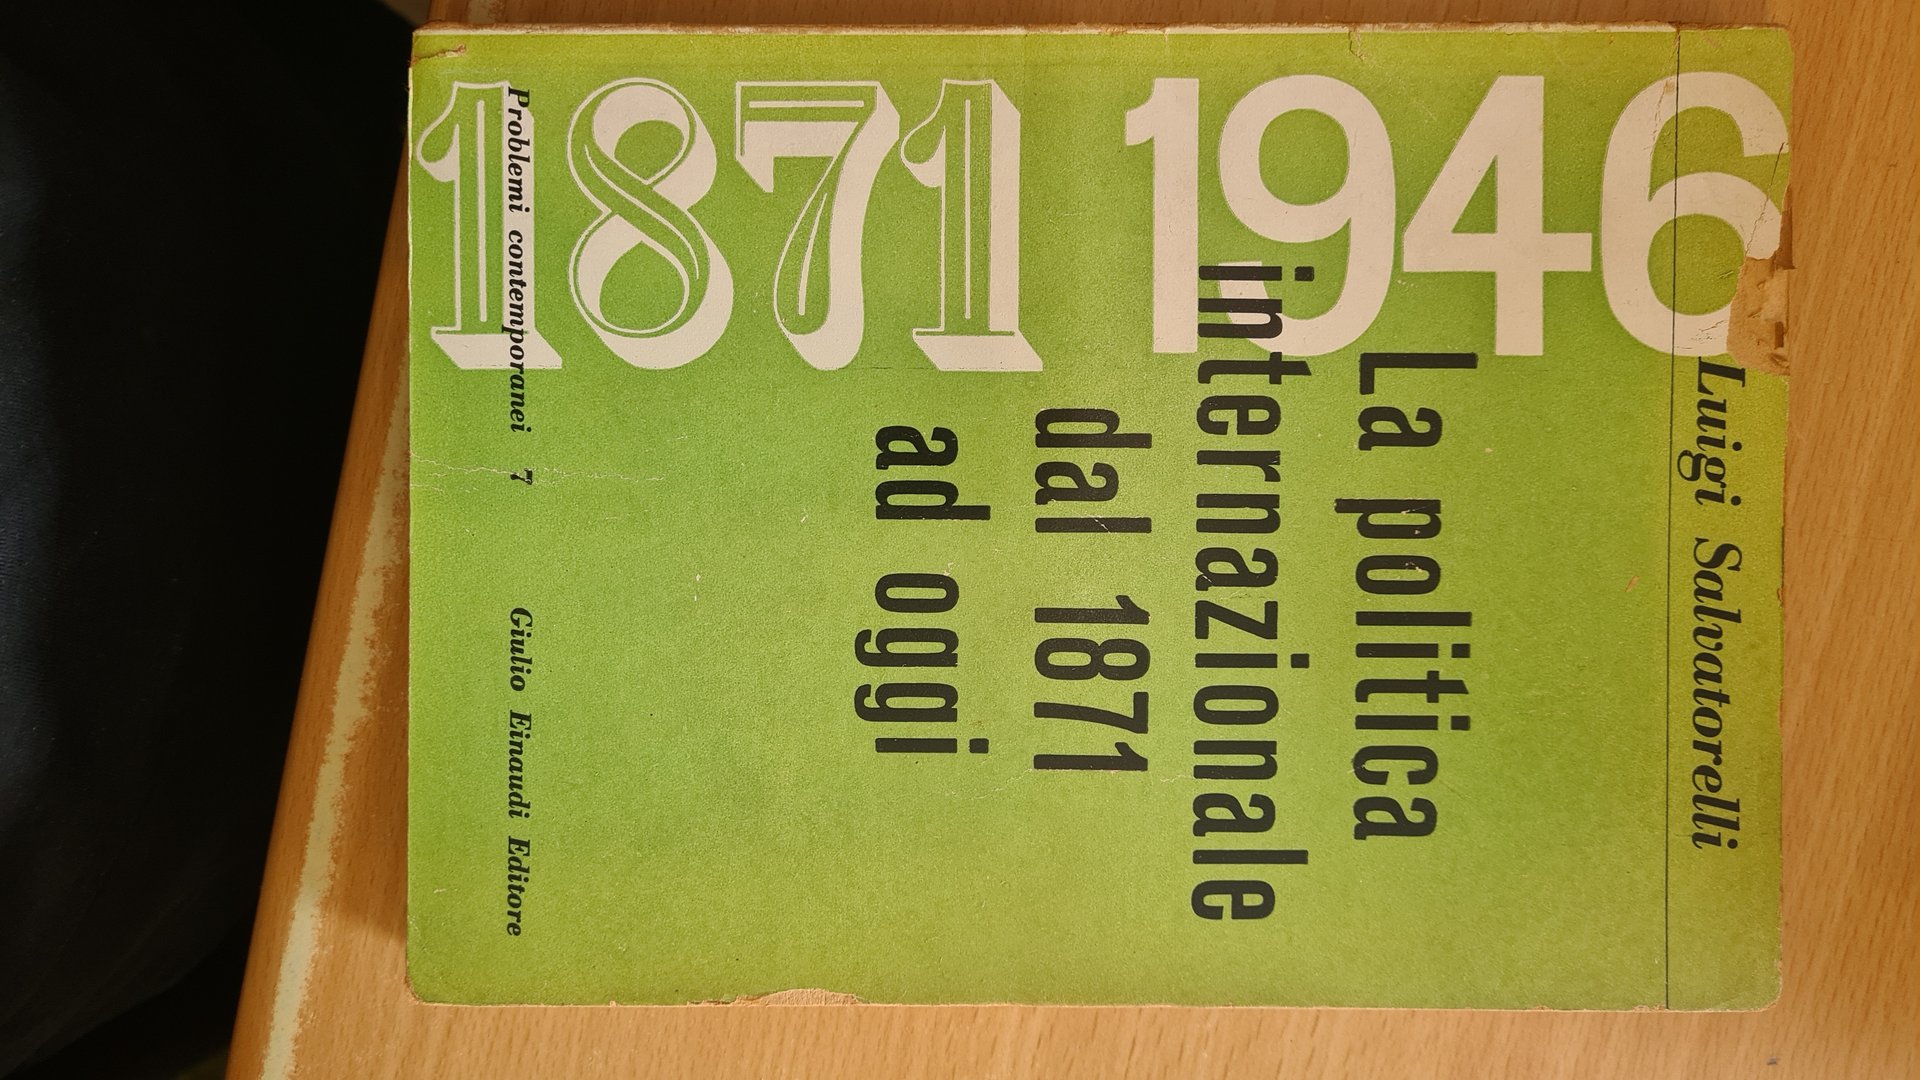 Luigi Salvatorelli
1871 1946
La politica
internazionale
dal 1871
ad oggi
Problemi contemporanei 7 Giulio Einaudi Editore